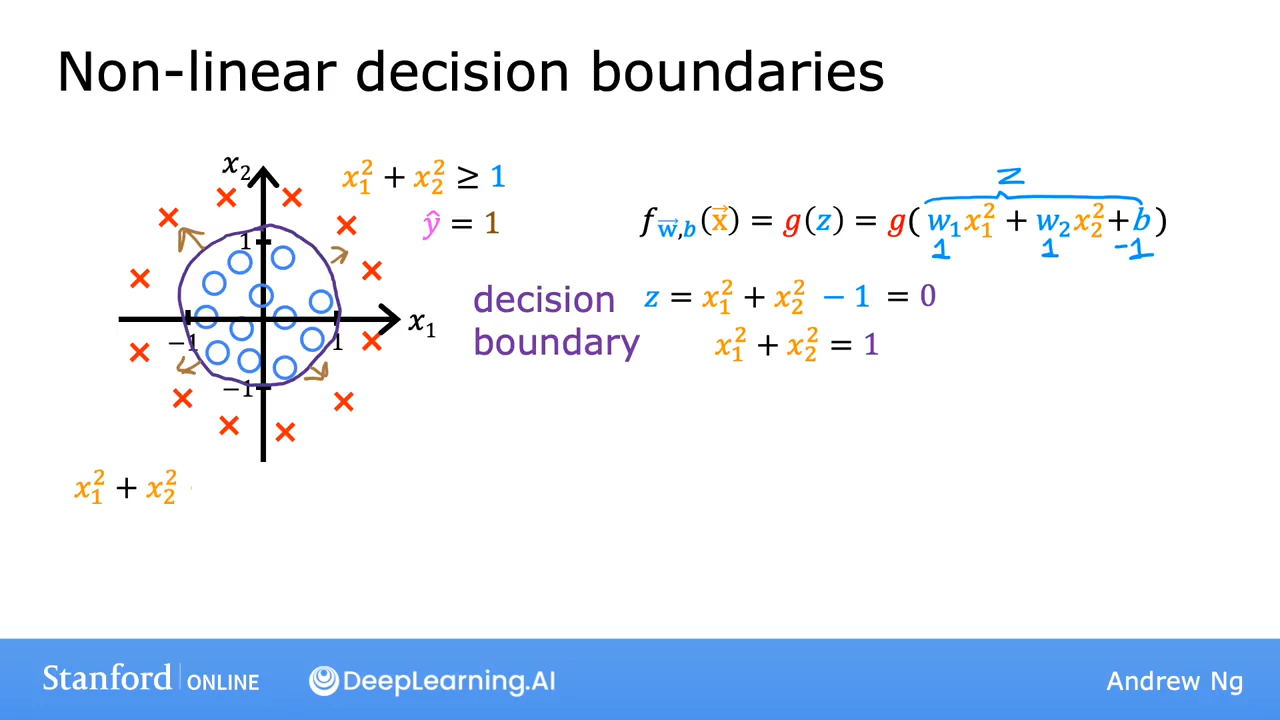 Non-linear decision boundaries
x₂
x₁² + x₂² ≥ 1
ŷ = 1
z
f_w⃗,b(x⃗) = g(z) = g(w₁x₁² + w₂x₂² + b)
1 1 -1
1
decision z = x₁² + x₂² − 1 = 0
boundary x₁² + x₂² = 1
x₁
−1 1
−1
x₁² + x₂²
Stanford ONLINE DeepLearning.AI Andrew Ng